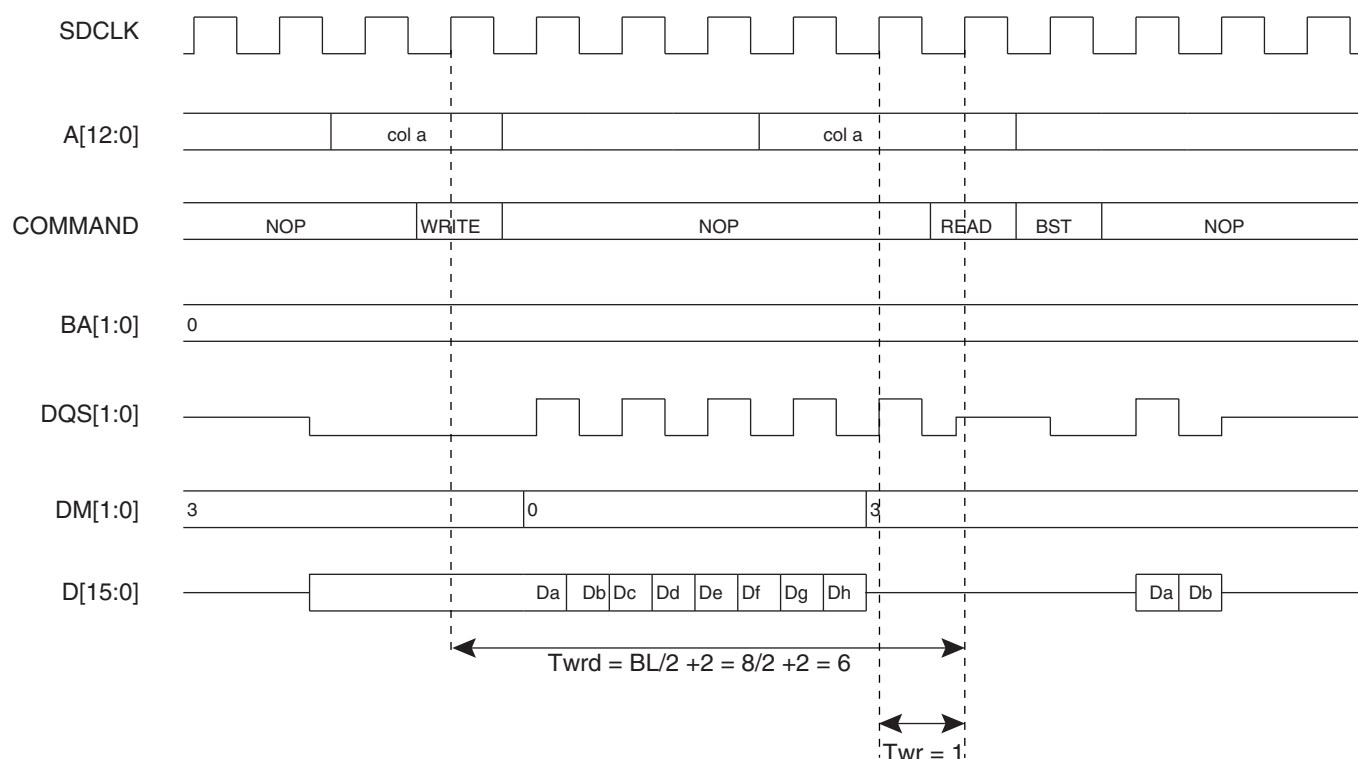 SDCLK
A[12:0] col a col a
COMMAND NOP WRITE NOP READ BST NOP
BA[1:0] 0
DQS[1:0]
DM[1:0] 3 0 3
D[15:0] Da Db Dc Dd De Df Dg Dh Da Db
Twrd = BL/2 +2 = 8/2 +2 = 6
Twr = 1